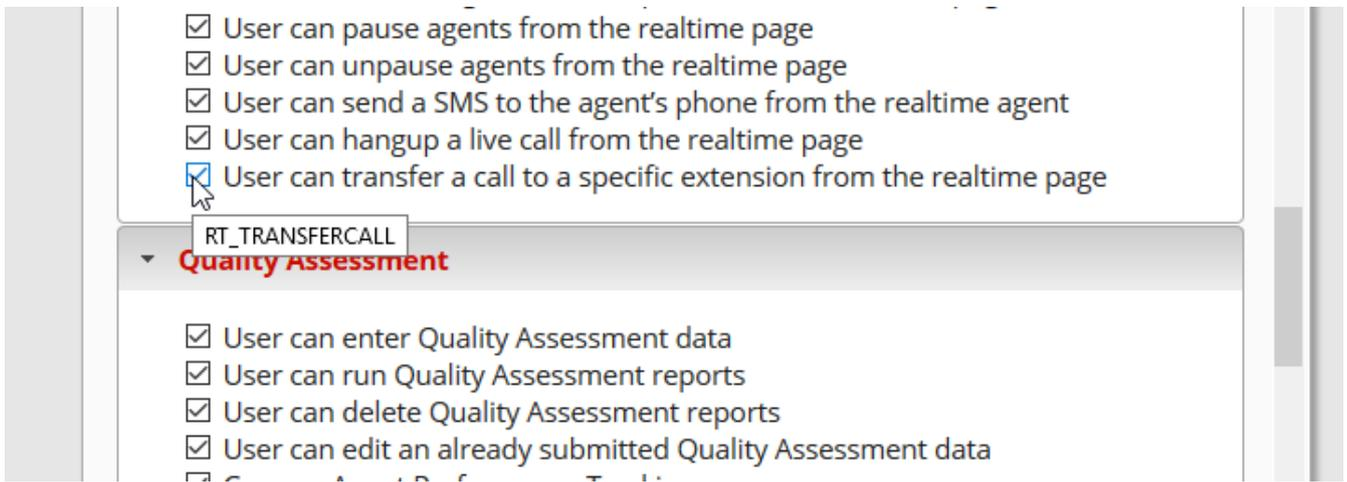 User can pause agents from the realtime page
User can unpause agents from the realtime page
User can send a SMS to the agent's phone from the realtime agent
User can hangup a live call from the realtime page
User can transfer a call to a specific extension from the realtime page
RT_TRANSFERCALL
Quality Assessment
User can enter Quality Assessment data
User can run Quality Assessment reports
User can delete Quality Assessment reports
User can edit an already submitted Quality Assessment data